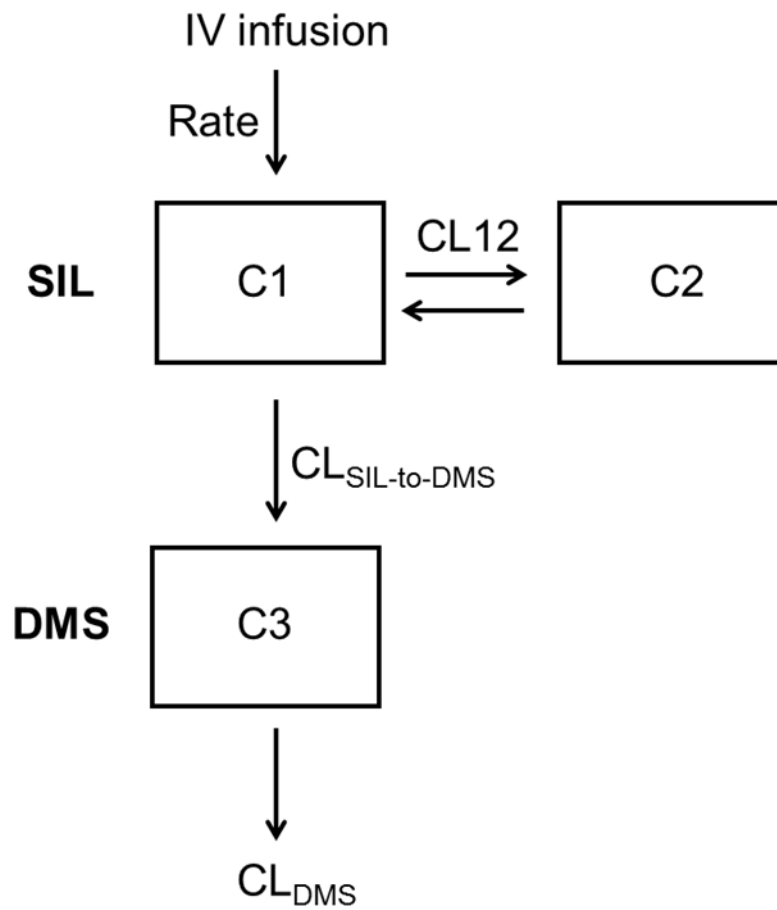 IV infusion
Rate
CL12
SIL
C1
C2
CL_SIL-to-DMS
DMS
C3
CL_DMS